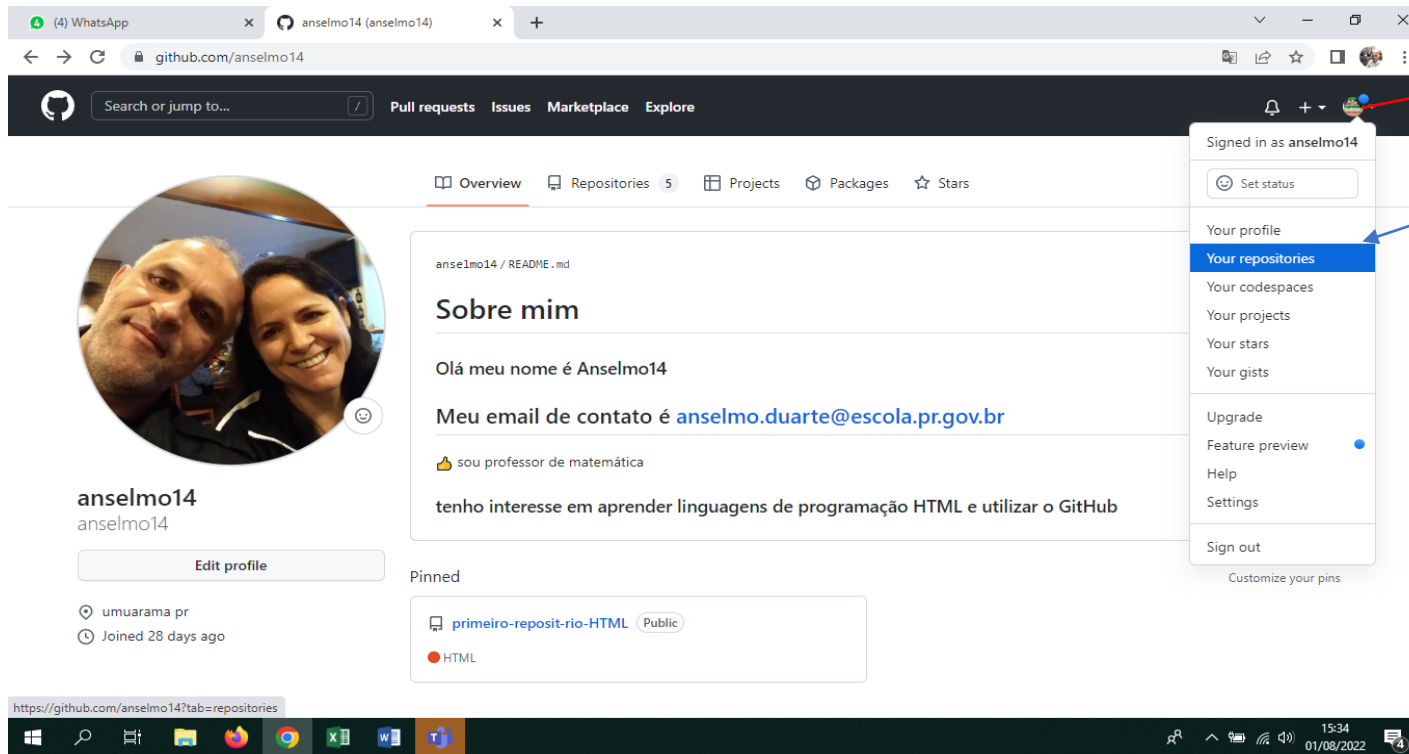 4 (4) WhatsApp
anselmo14 (anselmo14)
github.com/anselmo14
Search or jump to... /
Pull requests Issues Marketplace Explore
Signed in as anselmo14
Set status
Your profile
Your repositories
Your codespaces
Your projects
Your stars
Your gists
Upgrade
Feature preview
Help
Settings
Sign out
Overview Repositories 5 Projects Packages Stars
anselmo14 / README.md
Sobre mim
Olá meu nome é Anselmo14
Meu email de contato é anselmo.duarte@escola.pr.gov.br
👍 sou professor de matemática
tenho interesse em aprender linguagens de programação HTML e utilizar o GitHub
anselmo14
anselmo14
Edit profile
umuarama pr
Joined 28 days ago
Pinned
Customize your pins
primeiro-reposit-rio-HTML Public
HTML
https://github.com/anselmo14?tab=repositories
15:34
01/08/2022
4